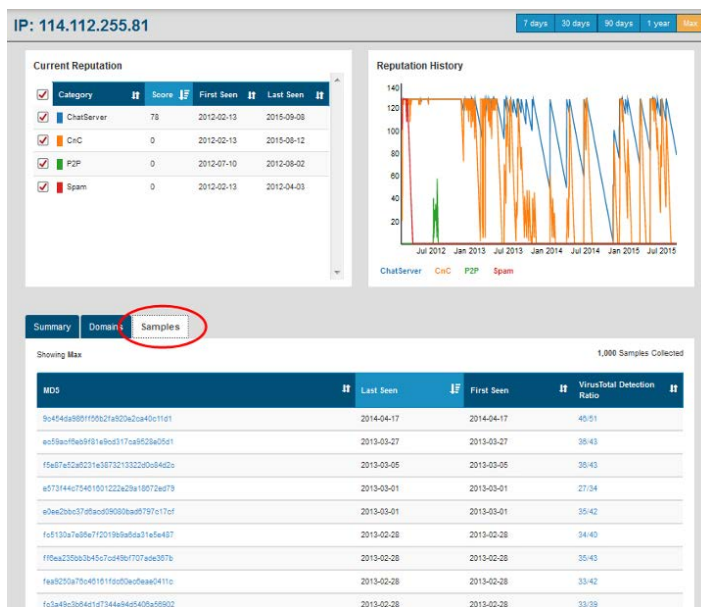 IP: 114.112.255.81
7 days 30 days 90 days 1 year Max
Current Reputation
Category Score First Seen Last Seen
ChatServer 78 2012-02-13 2015-09-08
CnC 0 2012-02-13 2015-08-12
P2P 0 2012-07-10 2012-08-02
Spam 0 2012-02-13 2012-04-03
Reputation History
140
120
100
80
60
40
20
Jul 2012 Jan 2013 Jul 2013 Jan 2014 Jul 2014 Jan 2015 Jul 2015
ChatServer CnC P2P Spam
Summary Domains Samples
Showing Max
1,000 Samples Collected
MD5 Last Seen First Seen VirusTotal Detection Ratio
2014-04-17 2014-04-17 46/51
2013-03-27 2013-03-27 36/43
2013-03-05 2013-03-05 36/43
2013-03-01 2013-03-01 27/34
2013-03-01 2013-03-01 35/42
2013-02-28 2013-02-28 34/40
2013-02-28 2013-02-28 35/43
2013-02-28 2013-02-28 33/42
2013-02-28 2013-02-28 33/39